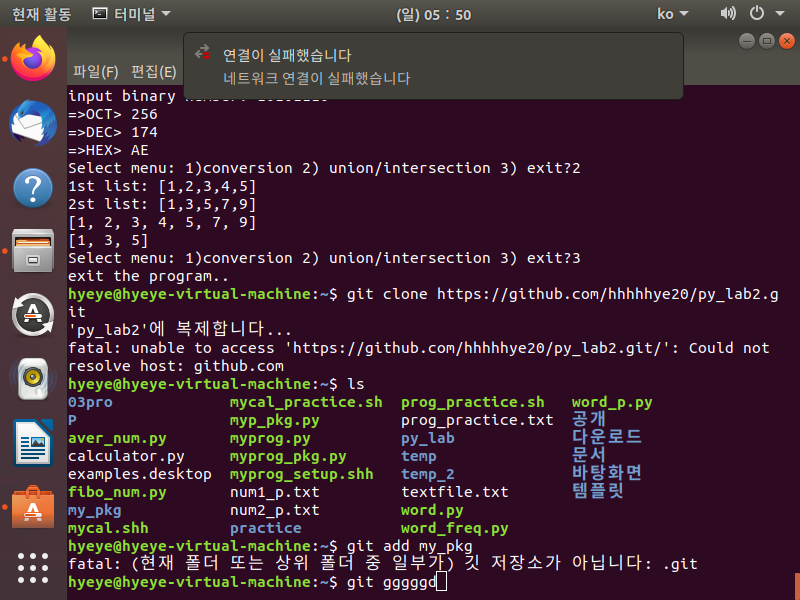 현재 활동 터미널 (일) 05 : 50 ko
연결이 실패했습니다
네트워크 연결이 실패했습니다
파일(F) 편집(E)
input binary
=>OCT> 256
=>DEC> 174
=>HEX> AE
Select menu: 1)conversion 2) union/intersection 3) exit?2
1st list: [1,2,3,4,5]
2st list: [1,3,5,7,9]
[1, 2, 3, 4, 5, 7, 9]
[1, 3, 5]
Select menu: 1)conversion 2) union/intersection 3) exit?3
exit the program..
hyeye@hyeye-virtual-machine:~$ git clone https://github.com/hhhhhye20/py_lab2.g
it
'py_lab2'에 복제합니다...
fatal: unable to access 'https://github.com/hhhhhye20/py_lab2.git/': Could not
resolve host: github.com
hyeye@hyeye-virtual-machine:~$ ls
03pro mycal_practice.sh prog_practice.sh word_p.py
P myp_pkg.py prog_practice.txt 공개
aver_num.py myprog.py py_lab 다운로드
calculator.py myprog_pkg.py temp 문서
examples.desktop myprog_setup.shh temp_2 바탕화면
fibo_num.py num1_p.txt textfile.txt 템플릿
my_pkg num2_p.txt word.py
mycal.shh practice word_freq.py
hyeye@hyeye-virtual-machine:~$ git add my_pkg
fatal: (현재 폴더 또는 상위 폴더 중 일부가) 깃 저장소가 아닙니다: .git
hyeye@hyeye-virtual-machine:~$ git gggggd